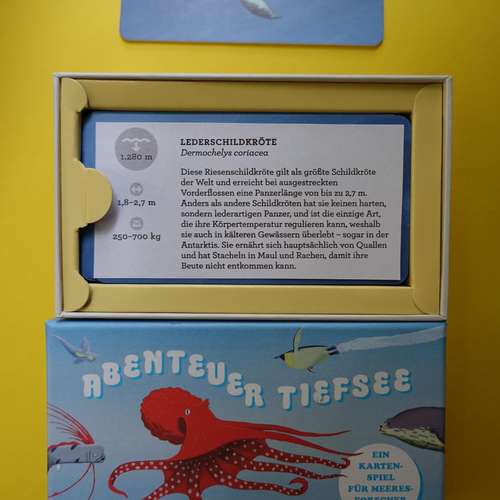 LEDERSCHILDKRÖTE
Dermochelys coriacea
1.280 m
1,8–2,7 m
250–700 kg
Diese Riesenschildkröte gilt als größte Schildkröte
der Welt und erreicht bei ausgestreckten
Vorderflossen eine Panzerlänge von bis zu 2,7 m.
Anders als andere Schildkröten hat sie keinen harten,
sondern lederartigen Panzer, und ist die einzige Art,
die ihre Körpertemperatur regulieren kann, weshalb
sie auch in kälteren Gewässern überlebt – sogar in der
Antarktis. Sie ernährt sich hauptsächlich von Quallen
und hat Stacheln in Maul und Rachen, damit ihre
Beute nicht entkommen kann.
ABENTEUER TIEFSEE
EIN
KARTEN-
SPIEL
FÜR MEERES-